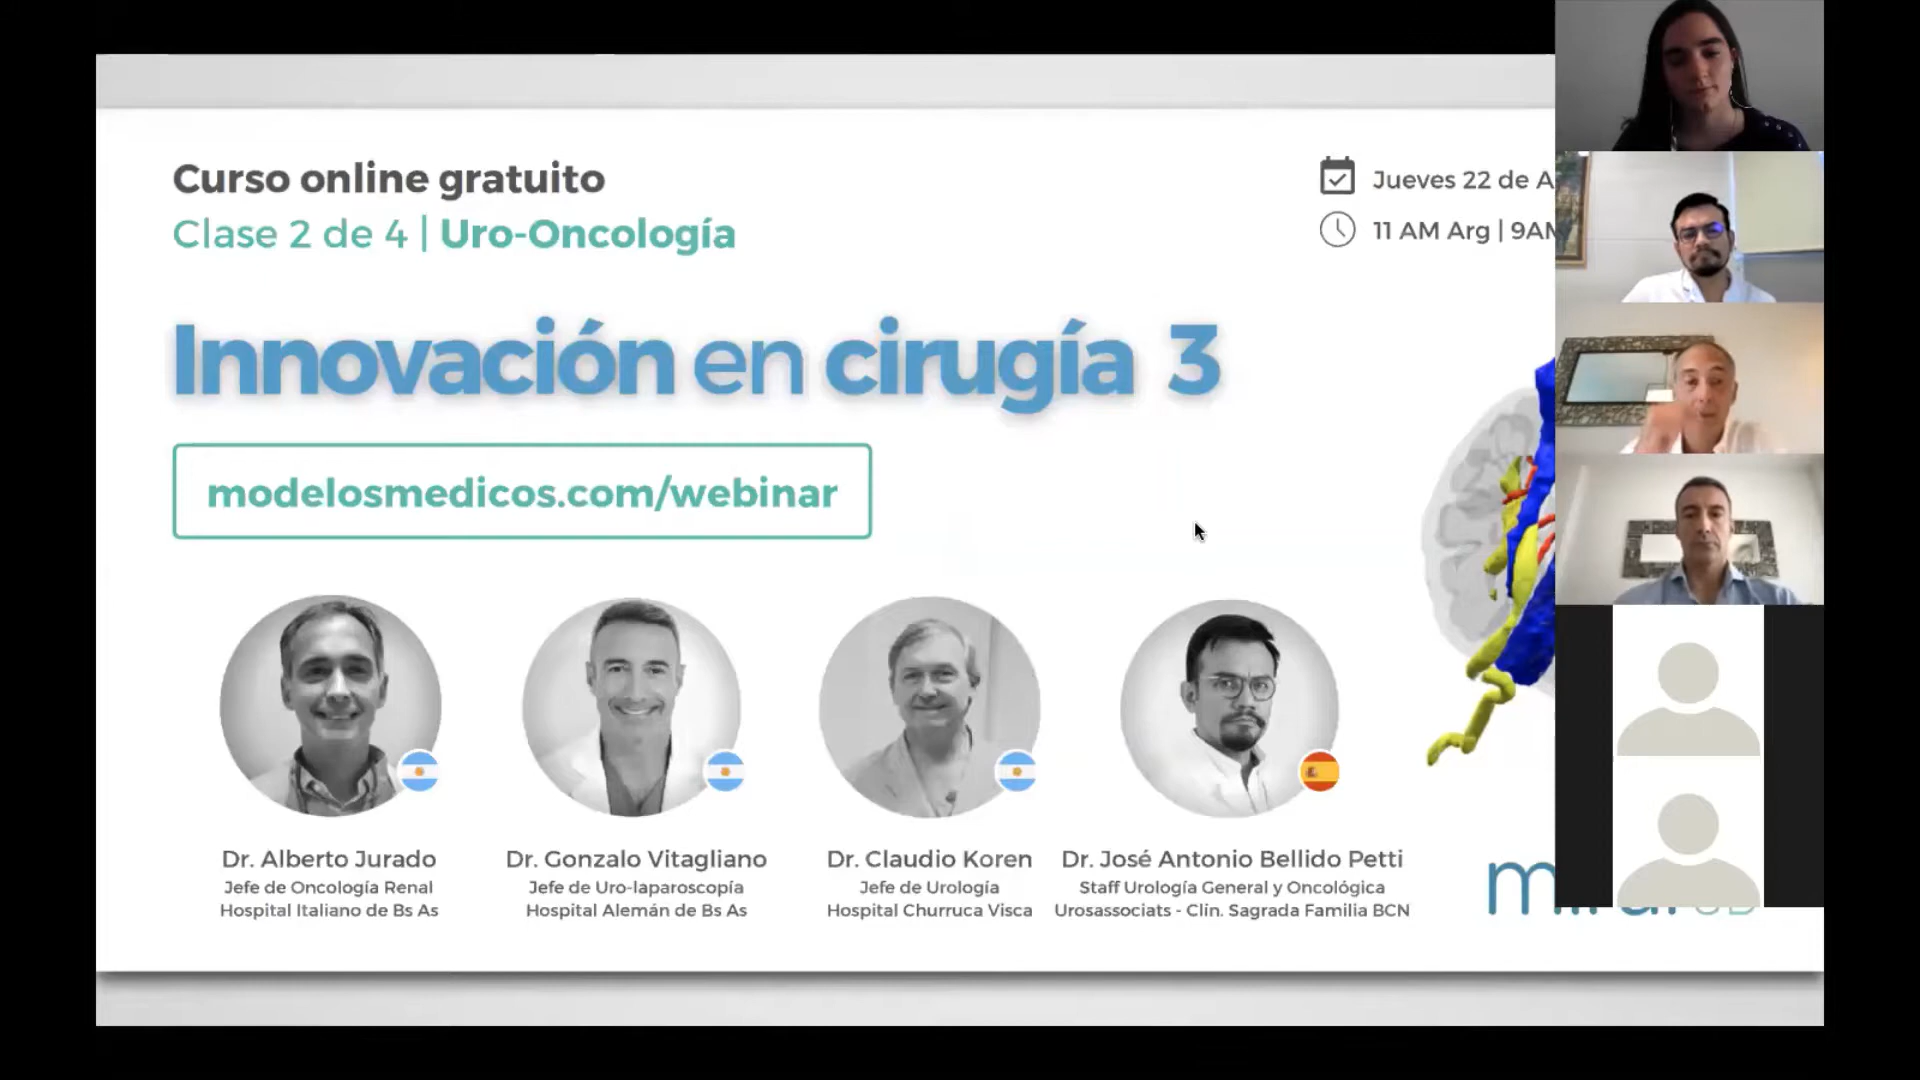 Curso online gratuito
Clase 2 de 4 | Uro-Oncología
Jueves 22 de A
11 AM Arg | 9AM
Innovación en cirugía 3
modelosmedicos.com/webinar
Dr. Alberto Jurado
Jefe de Oncología Renal
Hospital Italiano de Bs As
Dr. Gonzalo Vitagliano
Jefe de Uro-laparoscopía
Hospital Alemán de Bs As
Dr. Claudio Koren
Jefe de Urología
Hospital Churruca Visca
Dr. José Antonio Bellido Petti
Staff Urología General y Oncológica
Urosassociats - Clín. Sagrada Familia BCN